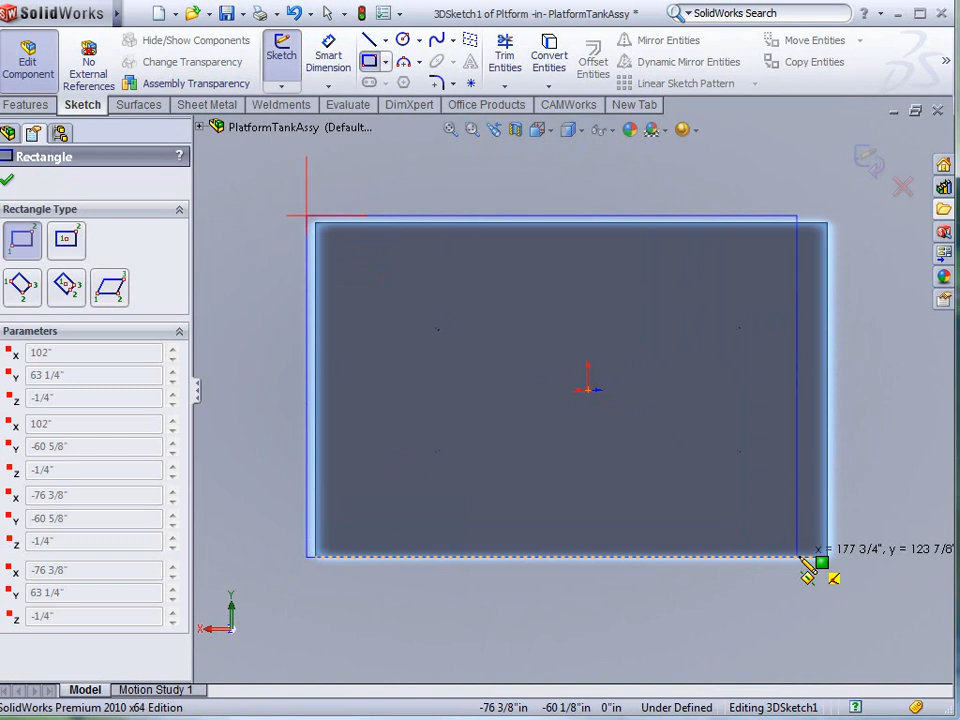 SolidWorks
3DSketch1 of Pltform -in- PlatformTankAssy *
SolidWorks Search
?
Edit Component
No External References
Hide/Show Components
Change Transparency
Assembly Transparency
Sketch
Smart Dimension
Trim Entities
Convert Entities
Offset Entities
Mirror Entities
Dynamic Mirror Entities
Linear Sketch Pattern
Move Entities
Copy Entities
Features
Sketch
Surfaces
Sheet Metal
Weldments
Evaluate
DimXpert
Office Products
CAMWorks
New Tab
PlatformTankAssy (Default...
Rectangle
?
Rectangle Type
Parameters
X 102"
Y 63 1/4"
Z -1/4"
X 102"
Y -60 5/8"
Z -1/4"
X -76 3/8"
Y -60 5/8"
Z -1/4"
X -76 3/8"
Y 63 1/4"
Z -1/4"
x = 177 3/4", y = 123 7/8"
Y
X
Model
Motion Study 1
SolidWorks Premium 2010 x64 Edition
-76 3/8"in
-60 1/8"in
0"in
Under Defined
Editing 3DSketch1
?